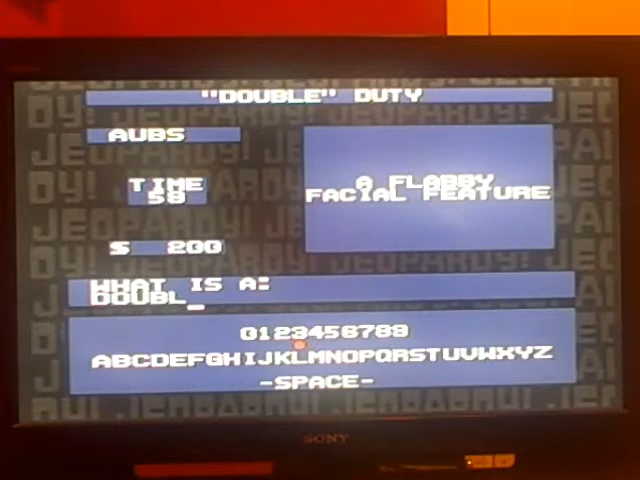 "DOUBLE" DUTY
AUBS
TIME
58
A FLABBY
FACIAL FEATURE
$ 200
WHAT IS A:
DOUBL_
0123456789
ABCDEFGHIJKLMNOPQRSTUVWXYZ
-SPACE-
SONY